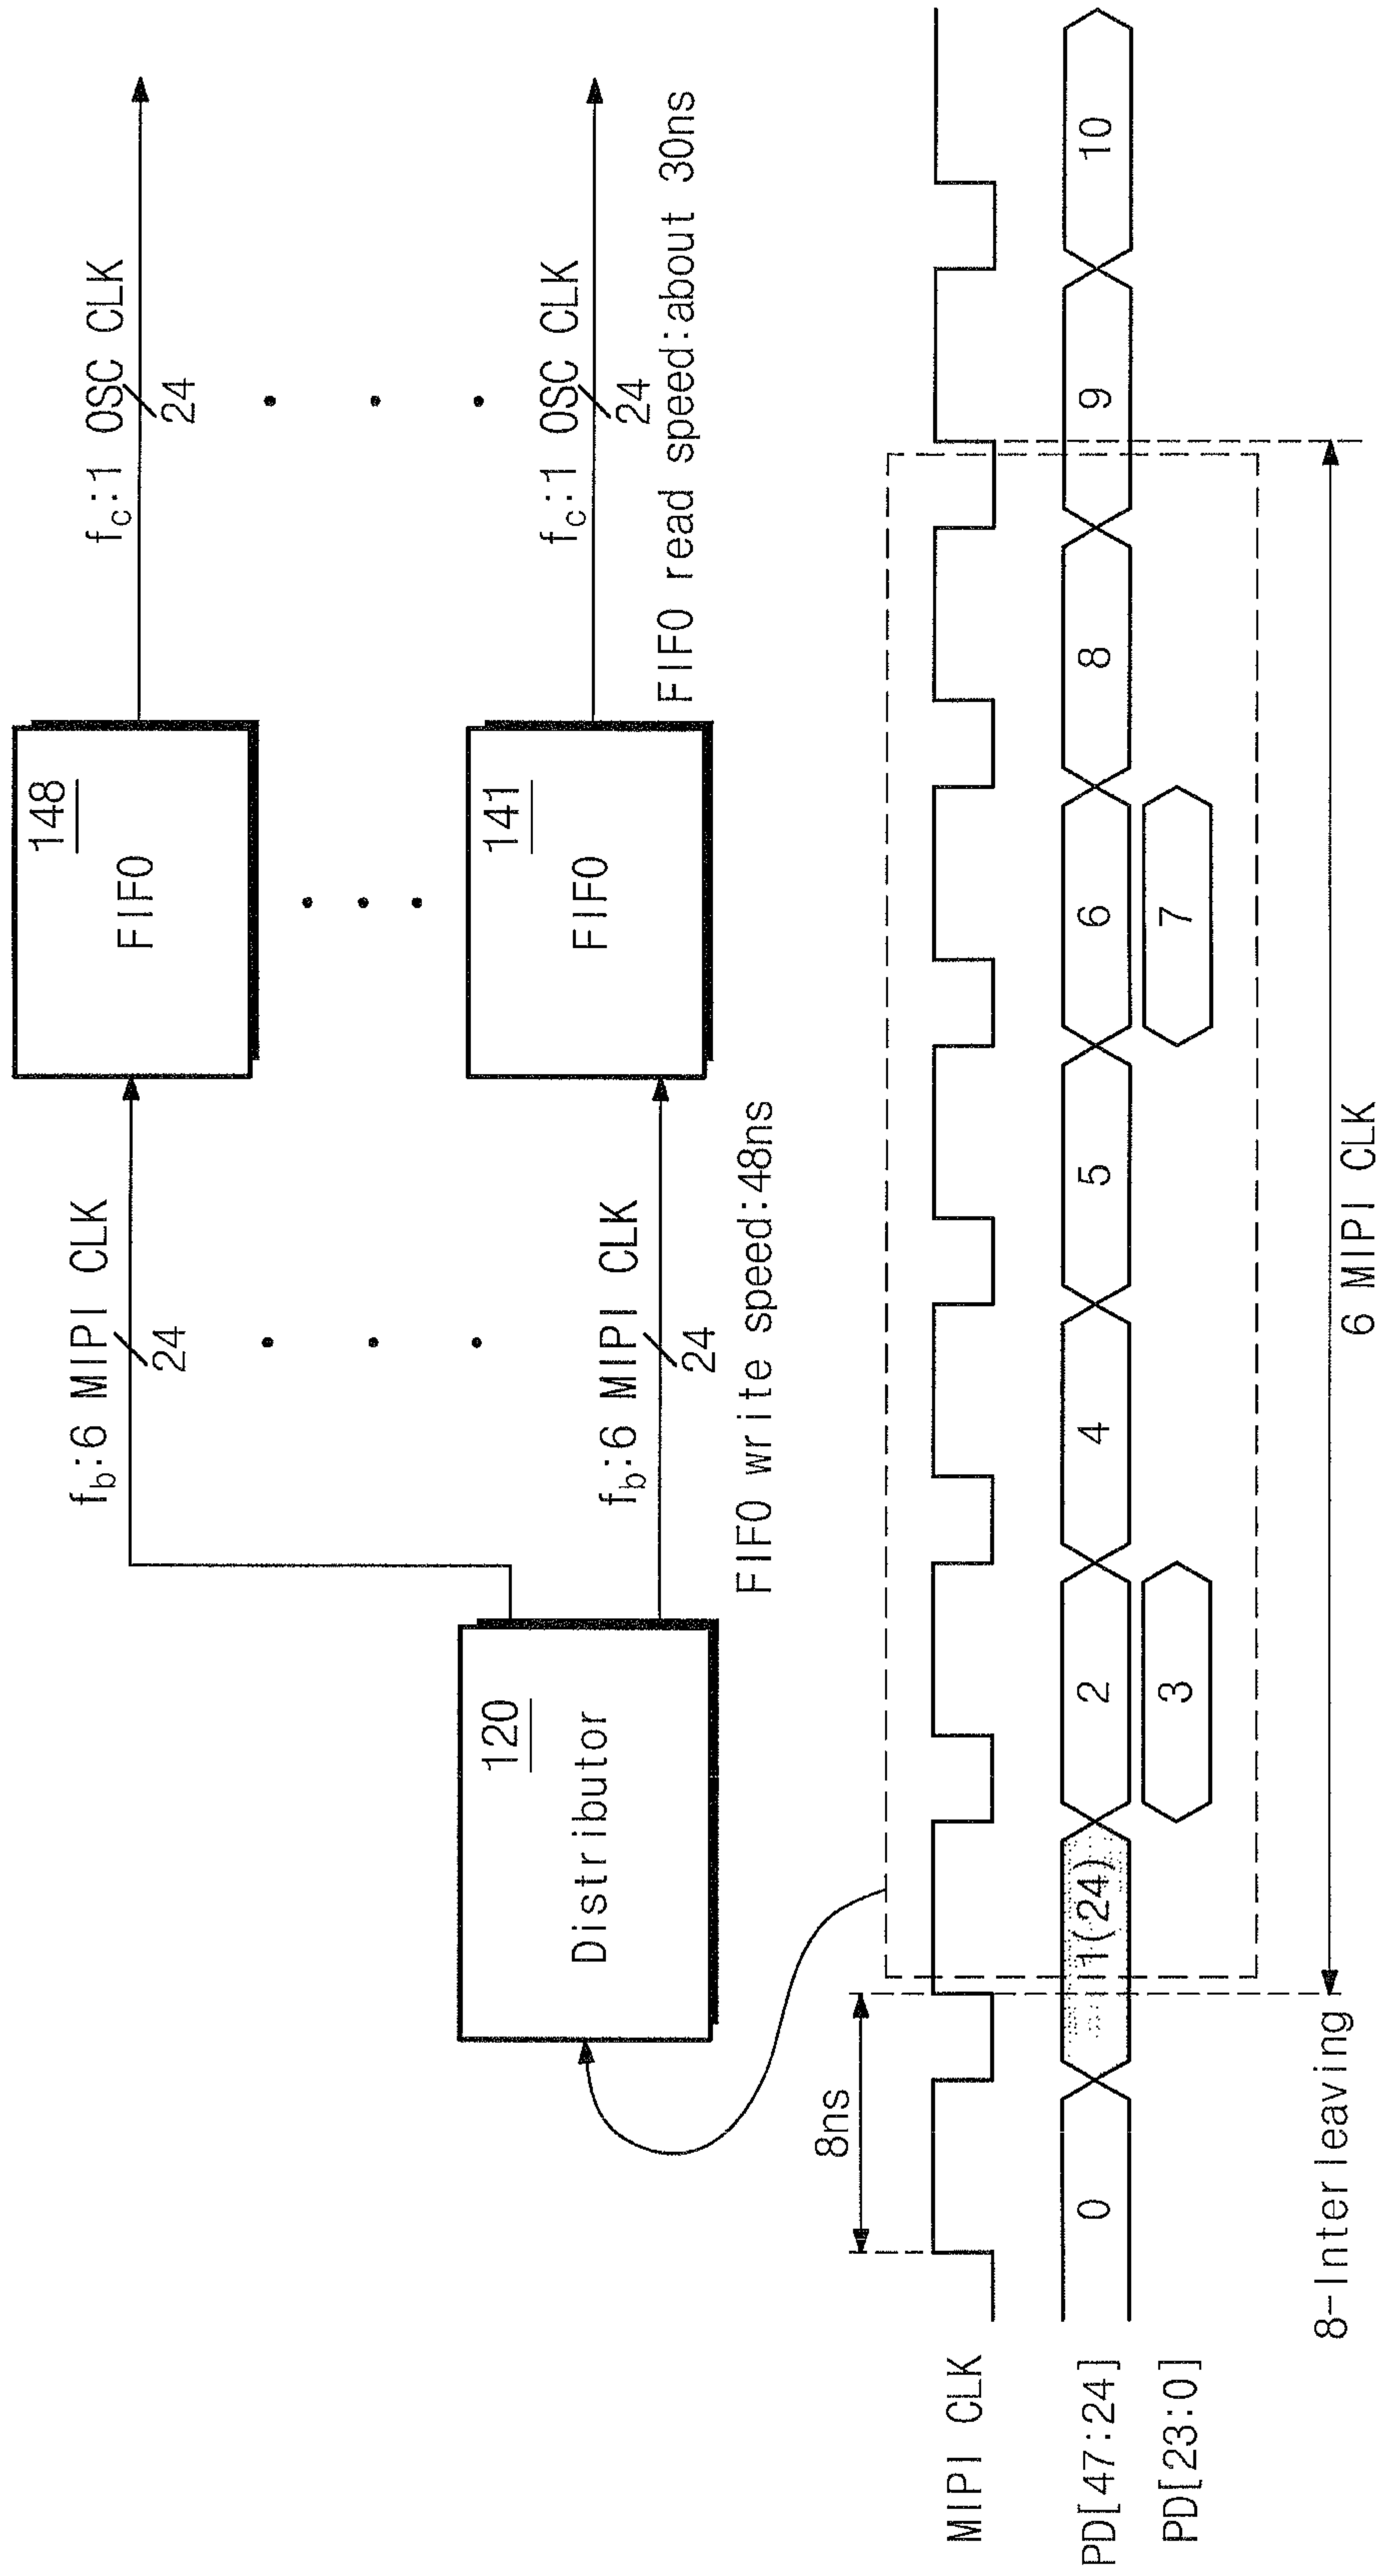 fb:6 MIPI CLK
24
148
FIFO
fc:1 OSC CLK
24
120
Distributor
fb:6 MIPI CLK
24
FIFO write speed:48ns
141
FIFO
fc:1 OSC CLK
24
FIFO read speed:about 30ns
8ns
MIPI CLK
PD[47:24]
0
1(24)
2
4
5
6
8
9
10
PD[23:0]
3
7
8-Interleaving
6 MIPI CLK